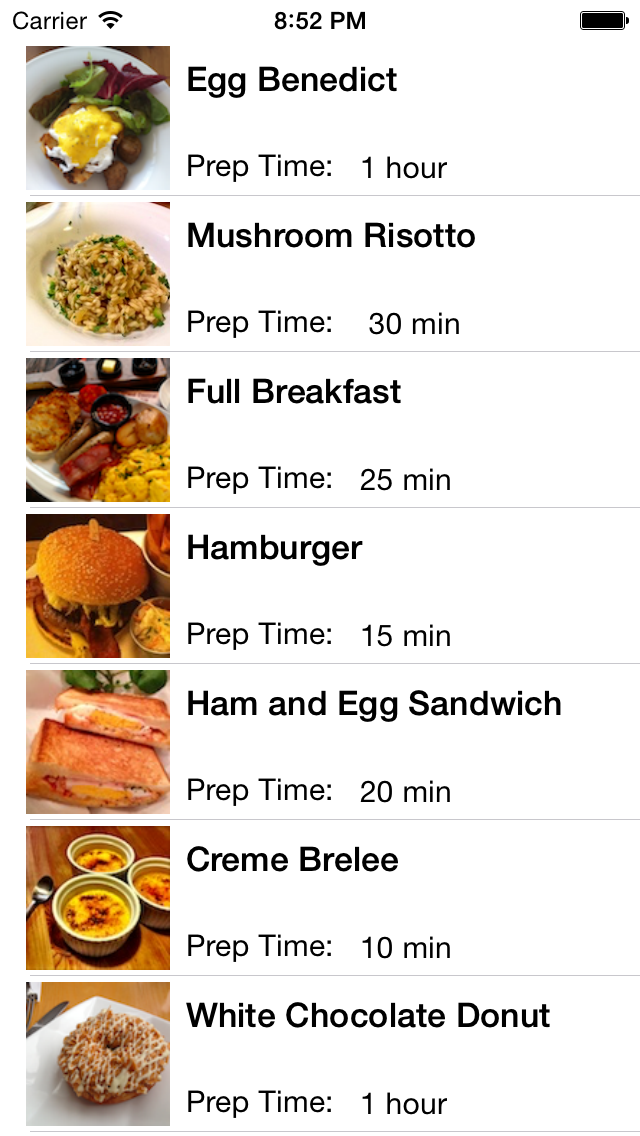 Carrier 8:52 PM
Egg Benedict
Prep Time: 1 hour
Mushroom Risotto
Prep Time: 30 min
Full Breakfast
Prep Time: 25 min
Hamburger
Prep Time: 15 min
Ham and Egg Sandwich
Prep Time: 20 min
Creme Brelee
Prep Time: 10 min
White Chocolate Donut
Prep Time: 1 hour